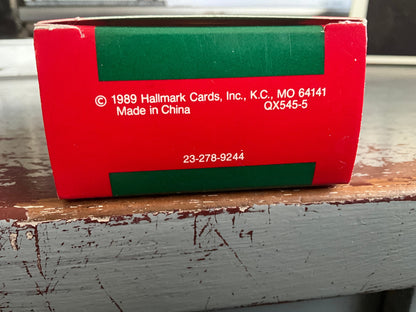 © 1989 Hallmark Cards, Inc., K.C., MO 64141
Made in China QX545-5
23-278-9244